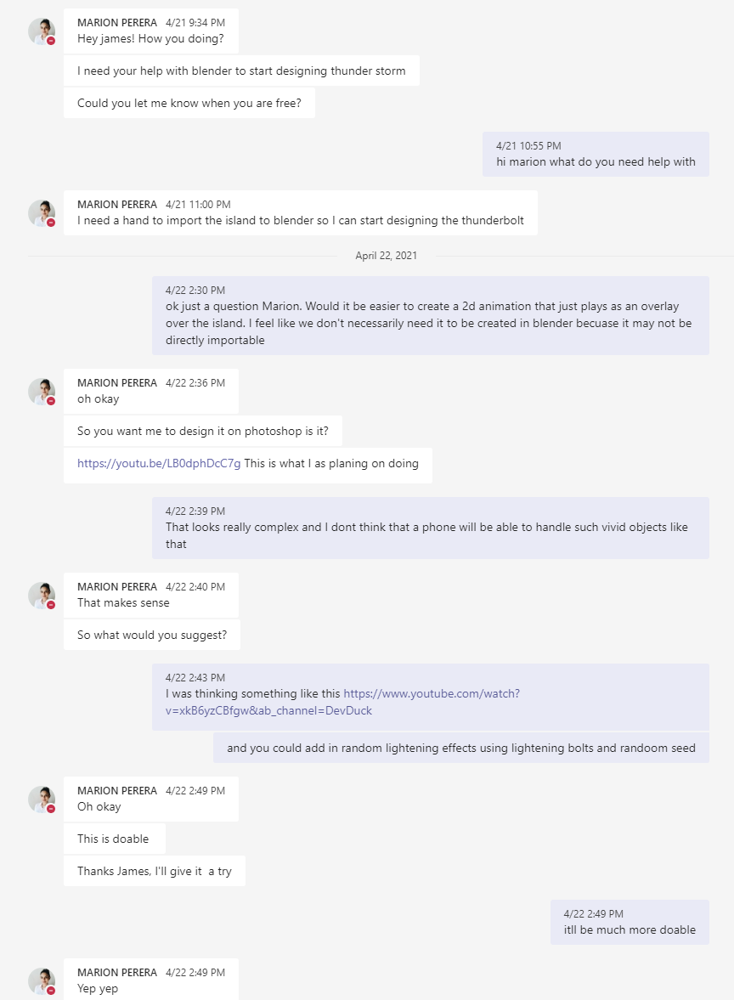 MARION PERERA 4/21 9:34 PM
Hey james! How you doing?
I need your help with blender to start designing thunder storm
Could you let me know when you are free?
4/21 10:55 PM
hi marion what do you need help with
MARION PERERA 4/21 11:00 PM
I need a hand to import the island to blender so I can start designing the thunderbolt
April 22, 2021
4/22 2:30 PM
ok just a question Marion. Would it be easier to create a 2d animation that just plays as an overlay
over the island. I feel like we don't necessarily need it to be created in blender becuase it may not be
directly importable
MARION PERERA 4/22 2:36 PM
oh okay
So you want me to design it on photoshop is it?
https://youtu.be/LB0dphDcC7g This is what I as planing on doing
4/22 2:39 PM
That looks really complex and I dont think that a phone will be able to handle such vivid objects like
that
MARION PERERA 4/22 2:40 PM
That makes sense
So what would you suggest?
4/22 2:43 PM
I was thinking something like this https://www.youtube.com/watch?
v=xkB6yzCBfgw&ab_channel=DevDuck
and you could add in random lightening effects using lightening bolts and randoom seed
MARION PERERA 4/22 2:49 PM
Oh okay
This is doable
Thanks James, I'll give it  a try
4/22 2:49 PM
itll be much more doable
MARION PERERA 4/22 2:49 PM
Yep yep